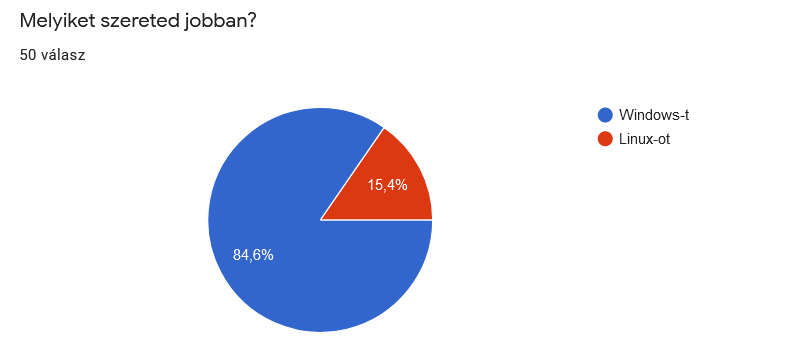 Melyiket szereted jobban?
50 válasz
Windows-t
Linux-ot
15,4%
84,6%